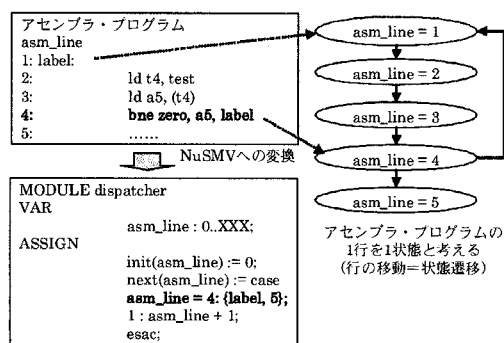 アセンブラ・プログラム
asm_line
1: label:
2: ld t4, test
3: ld a5, (t4)
4: bne zero, a5, label
5: ......
NuSMVへの変換
MODULE dispatcher
VAR
asm_line : 0..XXX;
ASSIGN
init(asm_line) := 0;
next(asm_line) := case
asm_line = 4: {label, 5};
1 : asm_line + 1;
esac;
asm_line = 1
asm_line = 2
asm_line = 3
asm_line = 4
asm_line = 5
アセンブラ・プログラムの
1行を1状態と考える
(行の移動＝状態遷移)